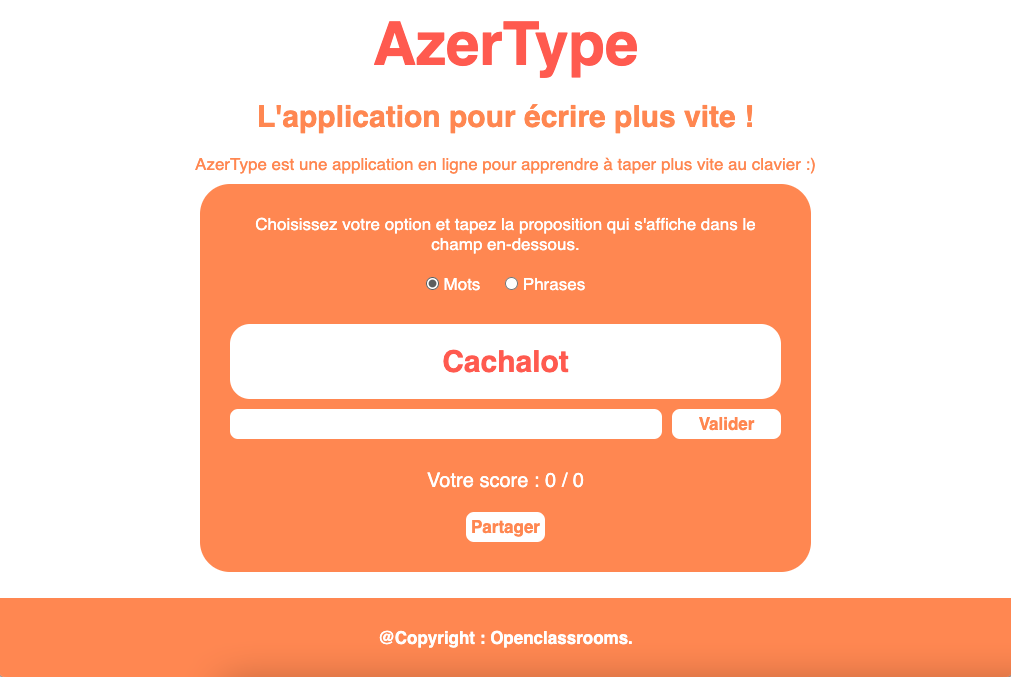 AzerType
L'application pour écrire plus vite !
AzerType est une application en ligne pour apprendre à taper plus vite au clavier :)
Choisissez votre option et tapez la proposition qui s'affiche dans le
champ en-dessous.
Mots Phrases
Cachalot
Valider
Votre score : 0 / 0
Partager
@Copyright : Openclassrooms.